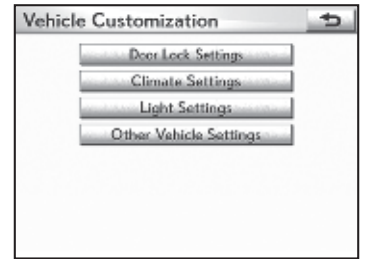 Vehicle Customization
Door Lock Settings
Climate Settings
Light Settings
Other Vehicle Settings